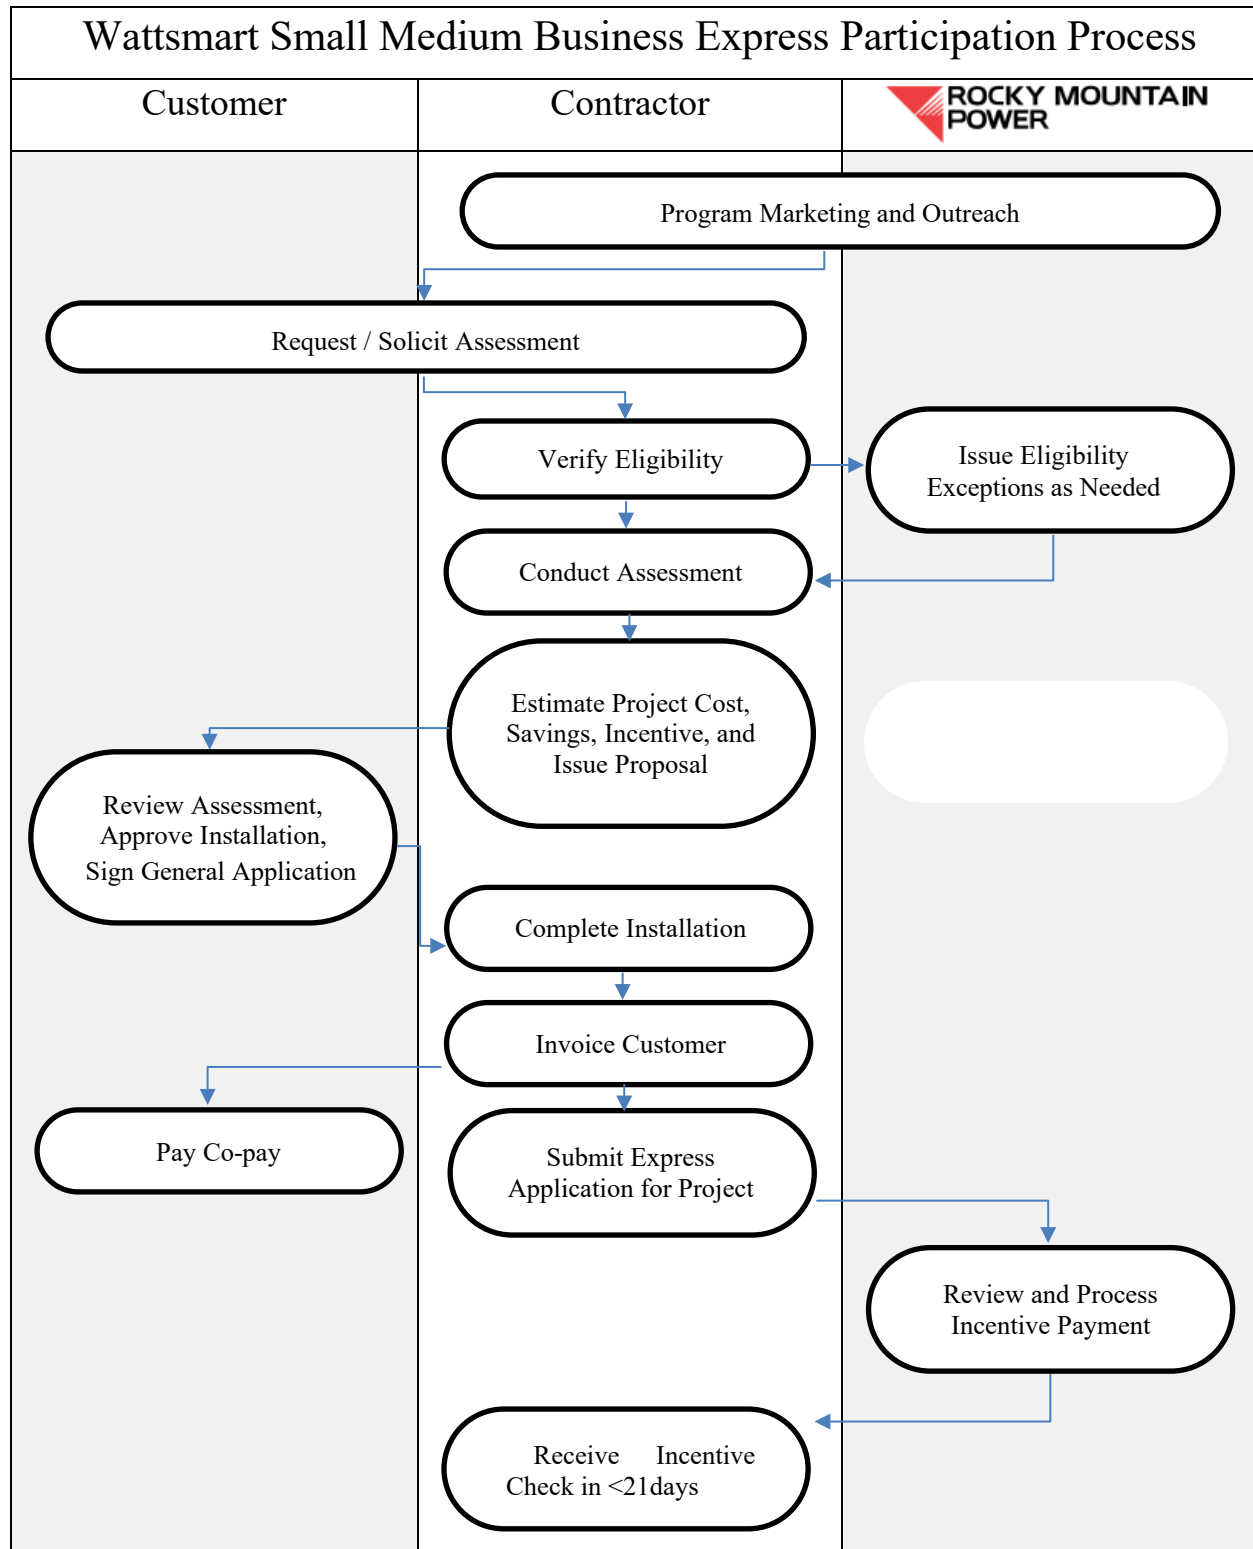 Wattsmart Small Medium Business Express Participation Process
Customer
Contractor
ROCKY MOUNTAIN
POWER
Program Marketing and Outreach
Request / Solicit Assessment
Verify Eligibility
Issue Eligibility
Exceptions as Needed
Conduct Assessment
Estimate Project Cost,
Savings, Incentive, and
Issue Proposal
Review Assessment,
Approve Installation,
Sign General Application
Complete Installation
Invoice Customer
Pay Co-pay
Submit Express
Application for Project
Review and Process
Incentive Payment
Receive Incentive
Check in <21days